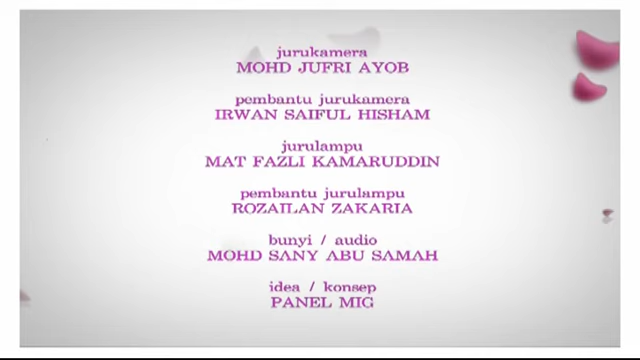 jurukamera
MOHD JUFRI AYOB
pembantu jurukamera
IRWAN SAIFUL HISHAM
jurulampu
MAT FAZLI KAMARUDDIN
pembantu jurulampu
ROZAILAN ZAKARIA
bunyi / audio
MOHD SANY ABU SAMAH
idea / konsep
PANEL MIG